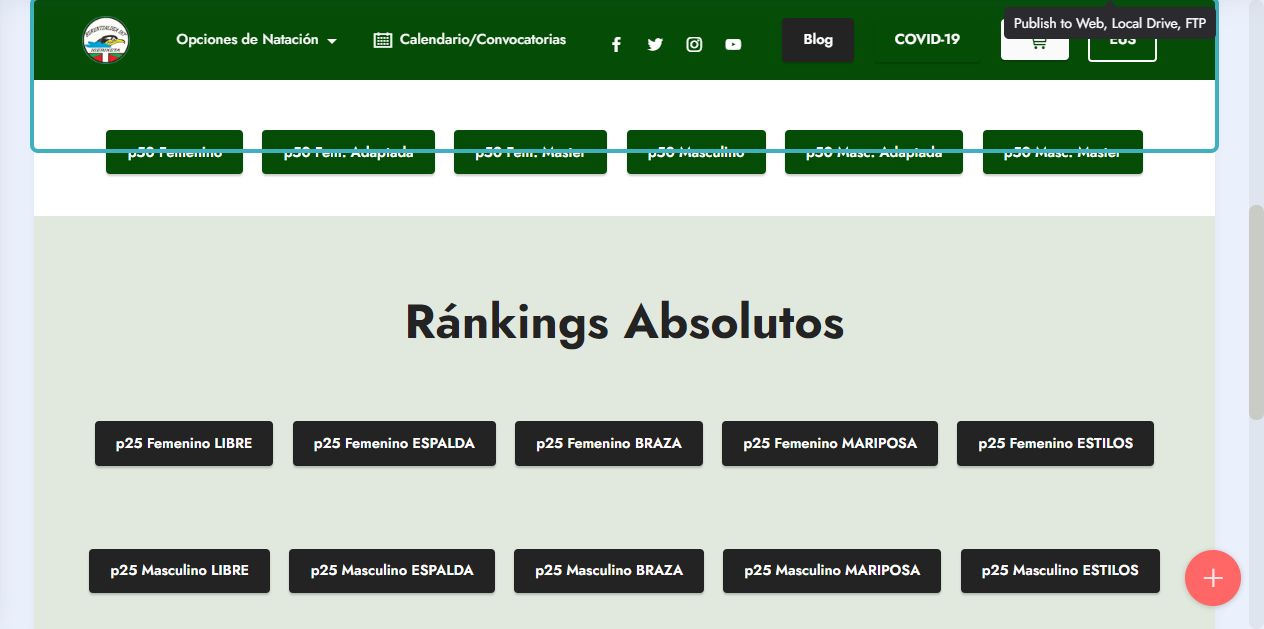 Publish to Web, Local Drive, FTP
Opciones de Natación
Calendario/Convocatorias
Blog
COVID-19
EUS
p50 Femenino
p50 Fem. Adaptada
p50 Fem. Master
p50 Masculino
p50 Masc. Adaptada
p50 Masc. Master
Ránkings Absolutos
p25 Femenino LIBRE
p25 Femenino ESPALDA
p25 Femenino BRAZA
p25 Femenino MARIPOSA
p25 Femenino ESTILOS
p25 Masculino LIBRE
p25 Masculino ESPALDA
p25 Masculino BRAZA
p25 Masculino MARIPOSA
p25 Masculino ESTILOS